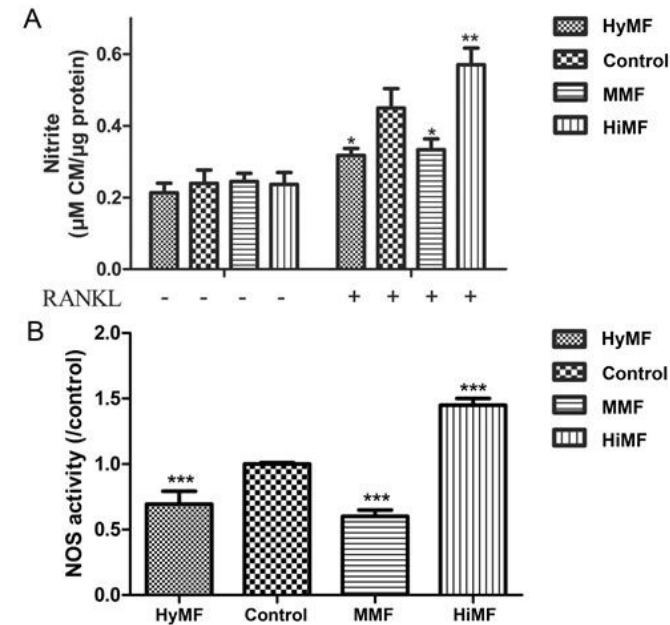 A
Nitrite
(µM CM/µg protein)
0.6
0.4
0.2
0.0
* * **
RANKL - - - - + + + +
HyMF
Control
MMF
HiMF
B
NOS activity (/control)
2.0
1.5
1.0
0.5
0.0
*** *** ***
HyMF Control MMF HiMF
HyMF
Control
MMF
HiMF